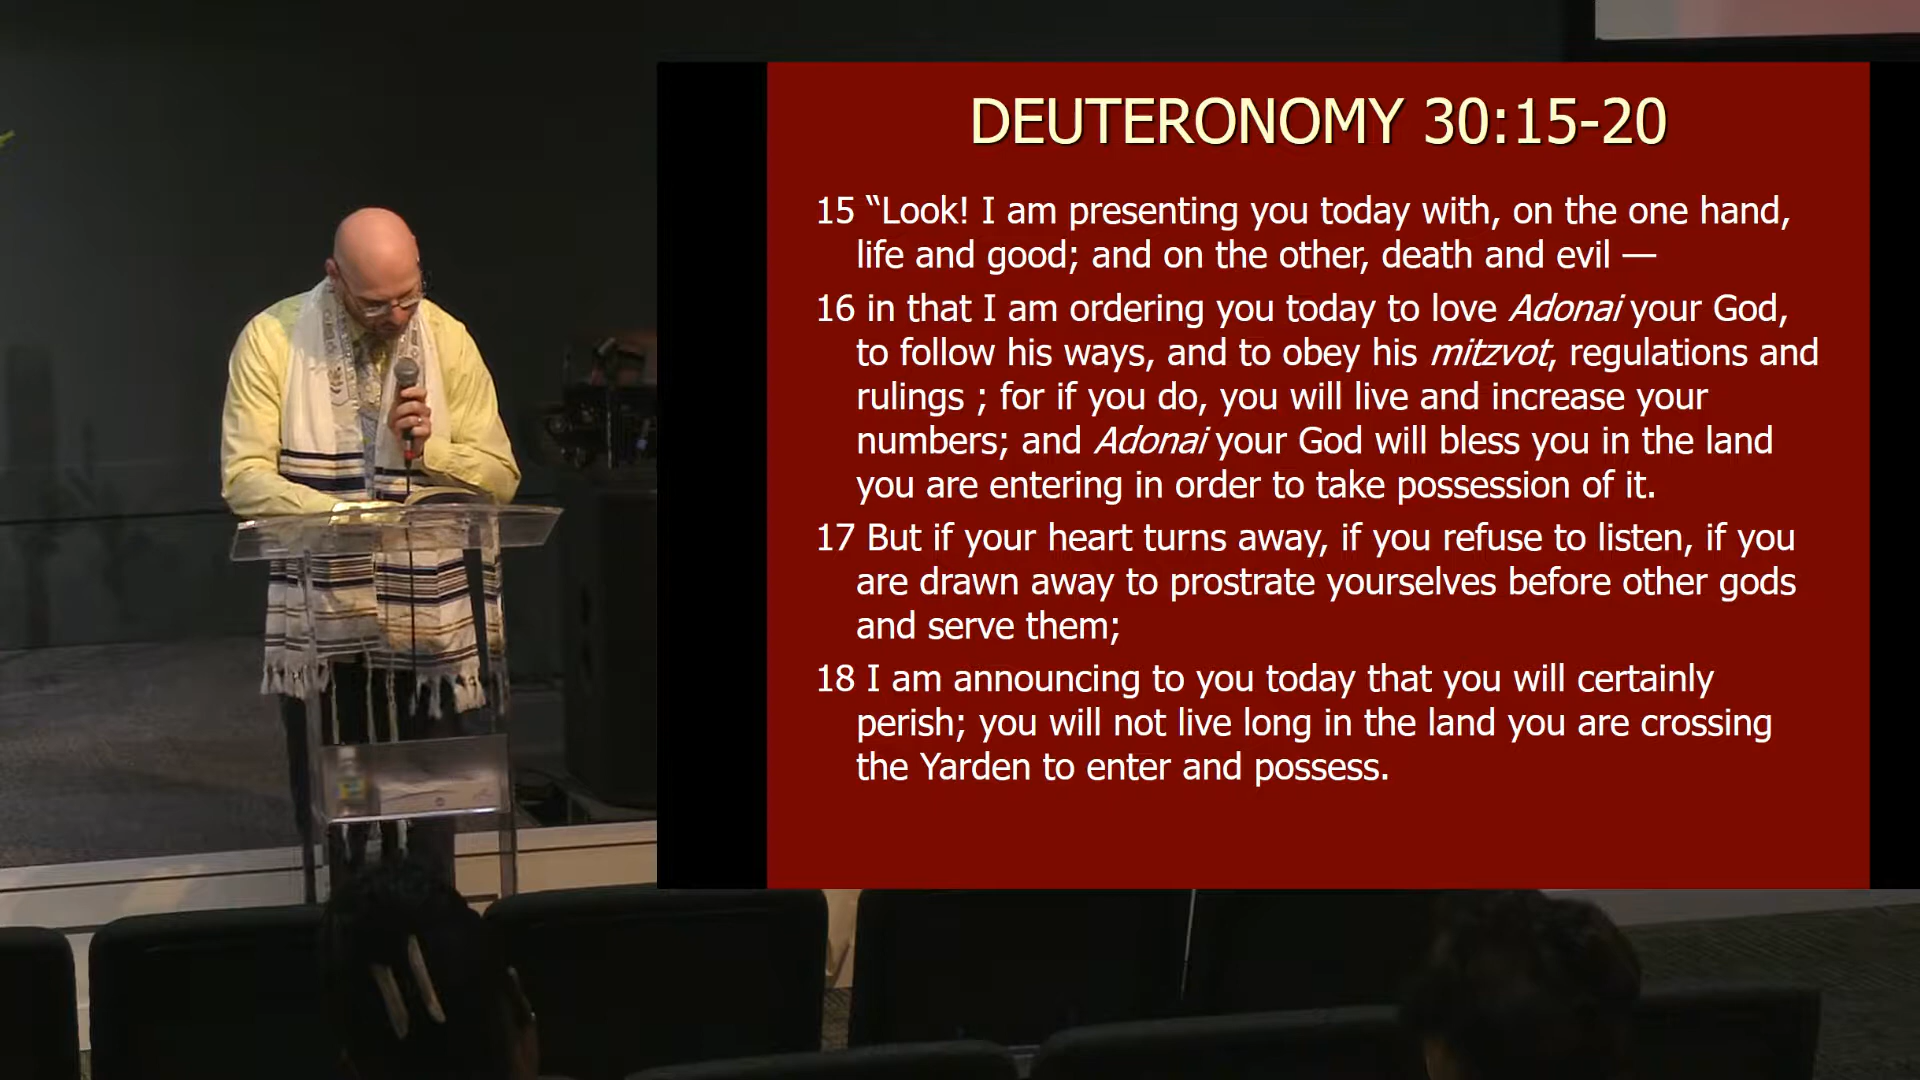 DEUTERONOMY 30:15-20
15 “Look! I am presenting you today with, on the one hand,
life and good; and on the other, death and evil —
16 in that I am ordering you today to love Adonai your God,
to follow his ways, and to obey his mitzvot, regulations and
rulings ; for if you do, you will live and increase your
numbers; and Adonai your God will bless you in the land
you are entering in order to take possession of it.
17 But if your heart turns away, if you refuse to listen, if you
are drawn away to prostrate yourselves before other gods
and serve them;
18 I am announcing to you today that you will certainly
perish; you will not live long in the land you are crossing
the Yarden to enter and possess.